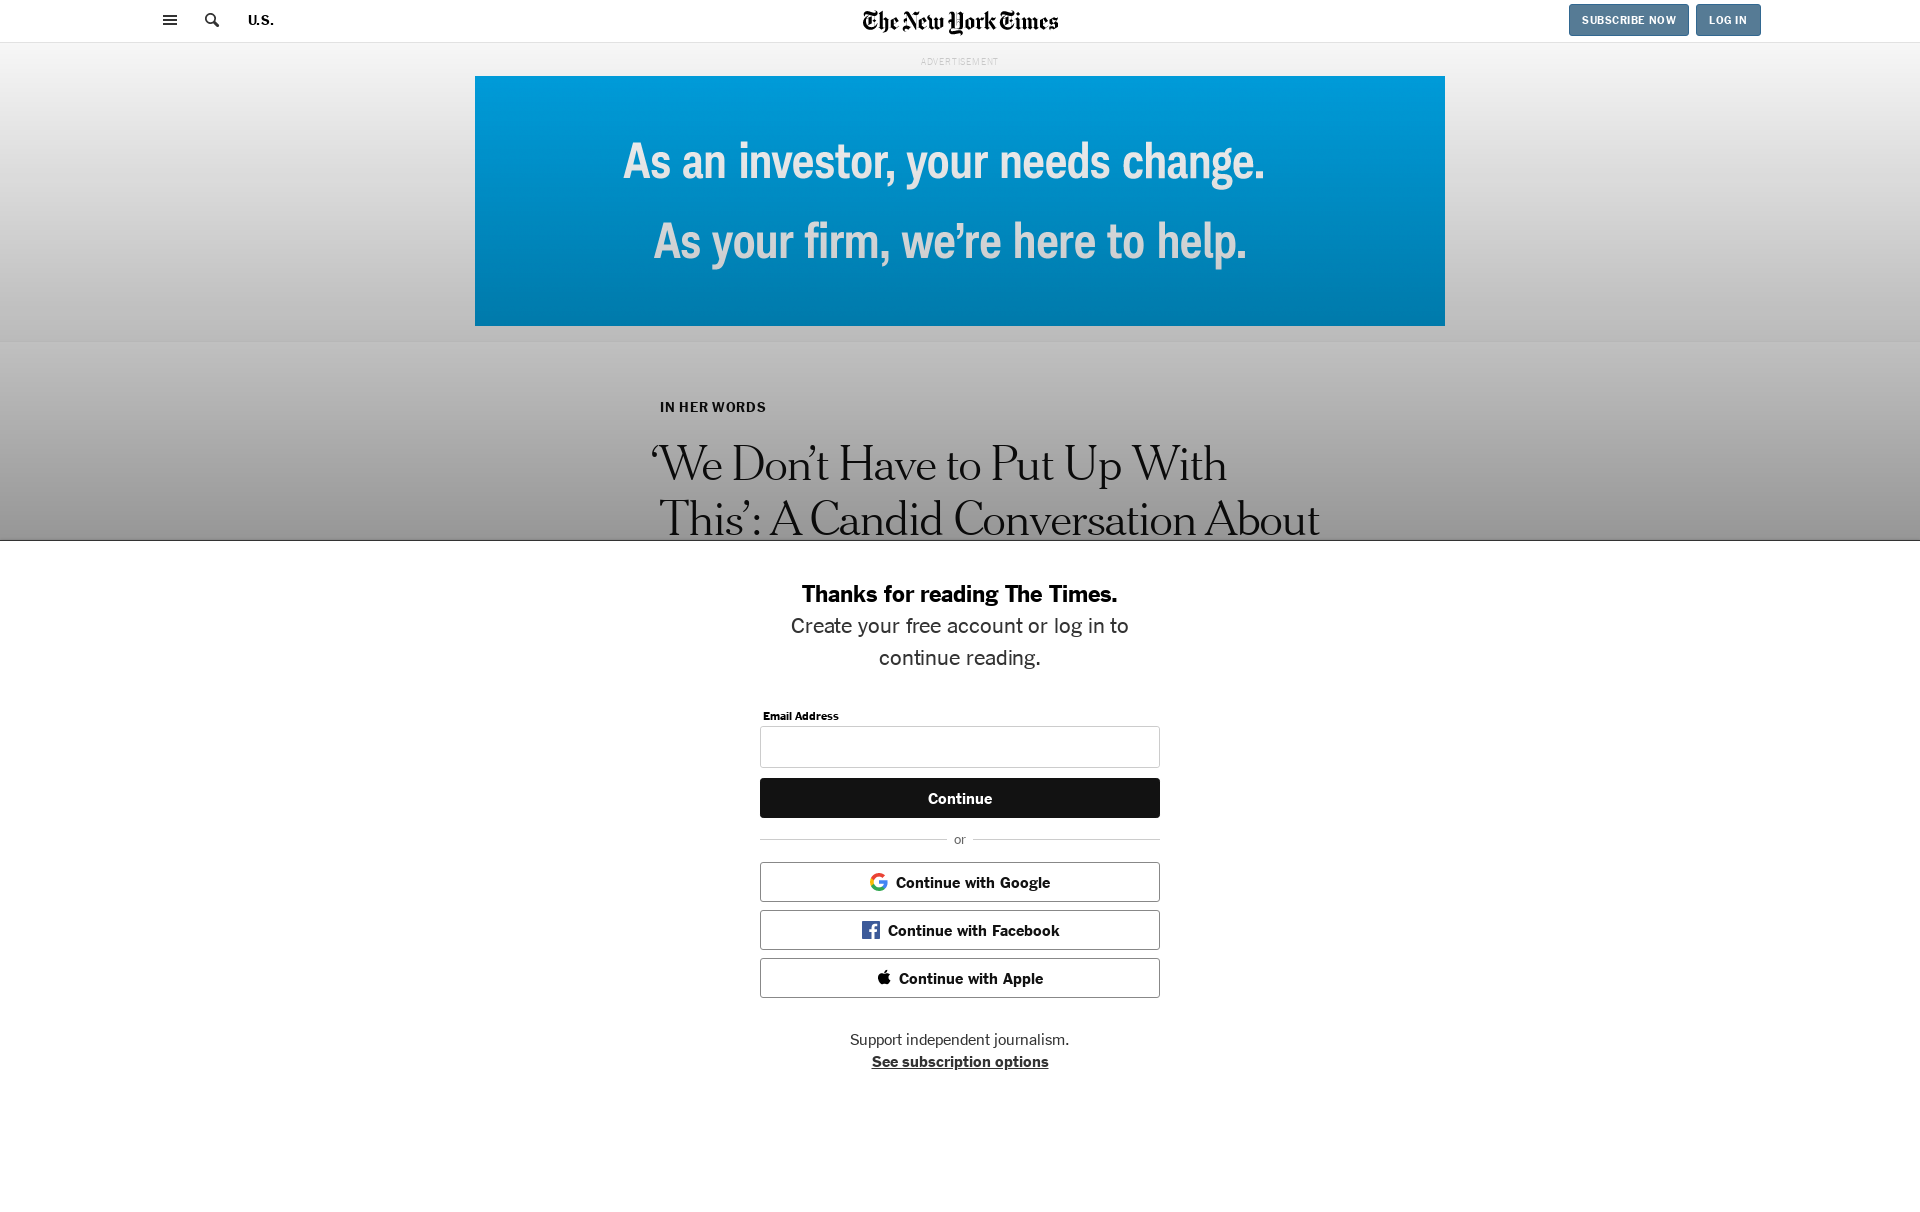 U.S.
The New York Times
SUBSCRIBE NOW
LOG IN
ADVERTISEMENT
As an investor, your needs change.
As your firm, we’re here to help.
IN HER WORDS
‘We Don’t Have to Put Up With
This’: A Candid Conversation About
Thanks for reading The Times.
Create your free account or log in to
continue reading.
Email Address
Continue
or
Continue with Google
Continue with Facebook
Continue with Apple
Support independent journalism.
See subscription options